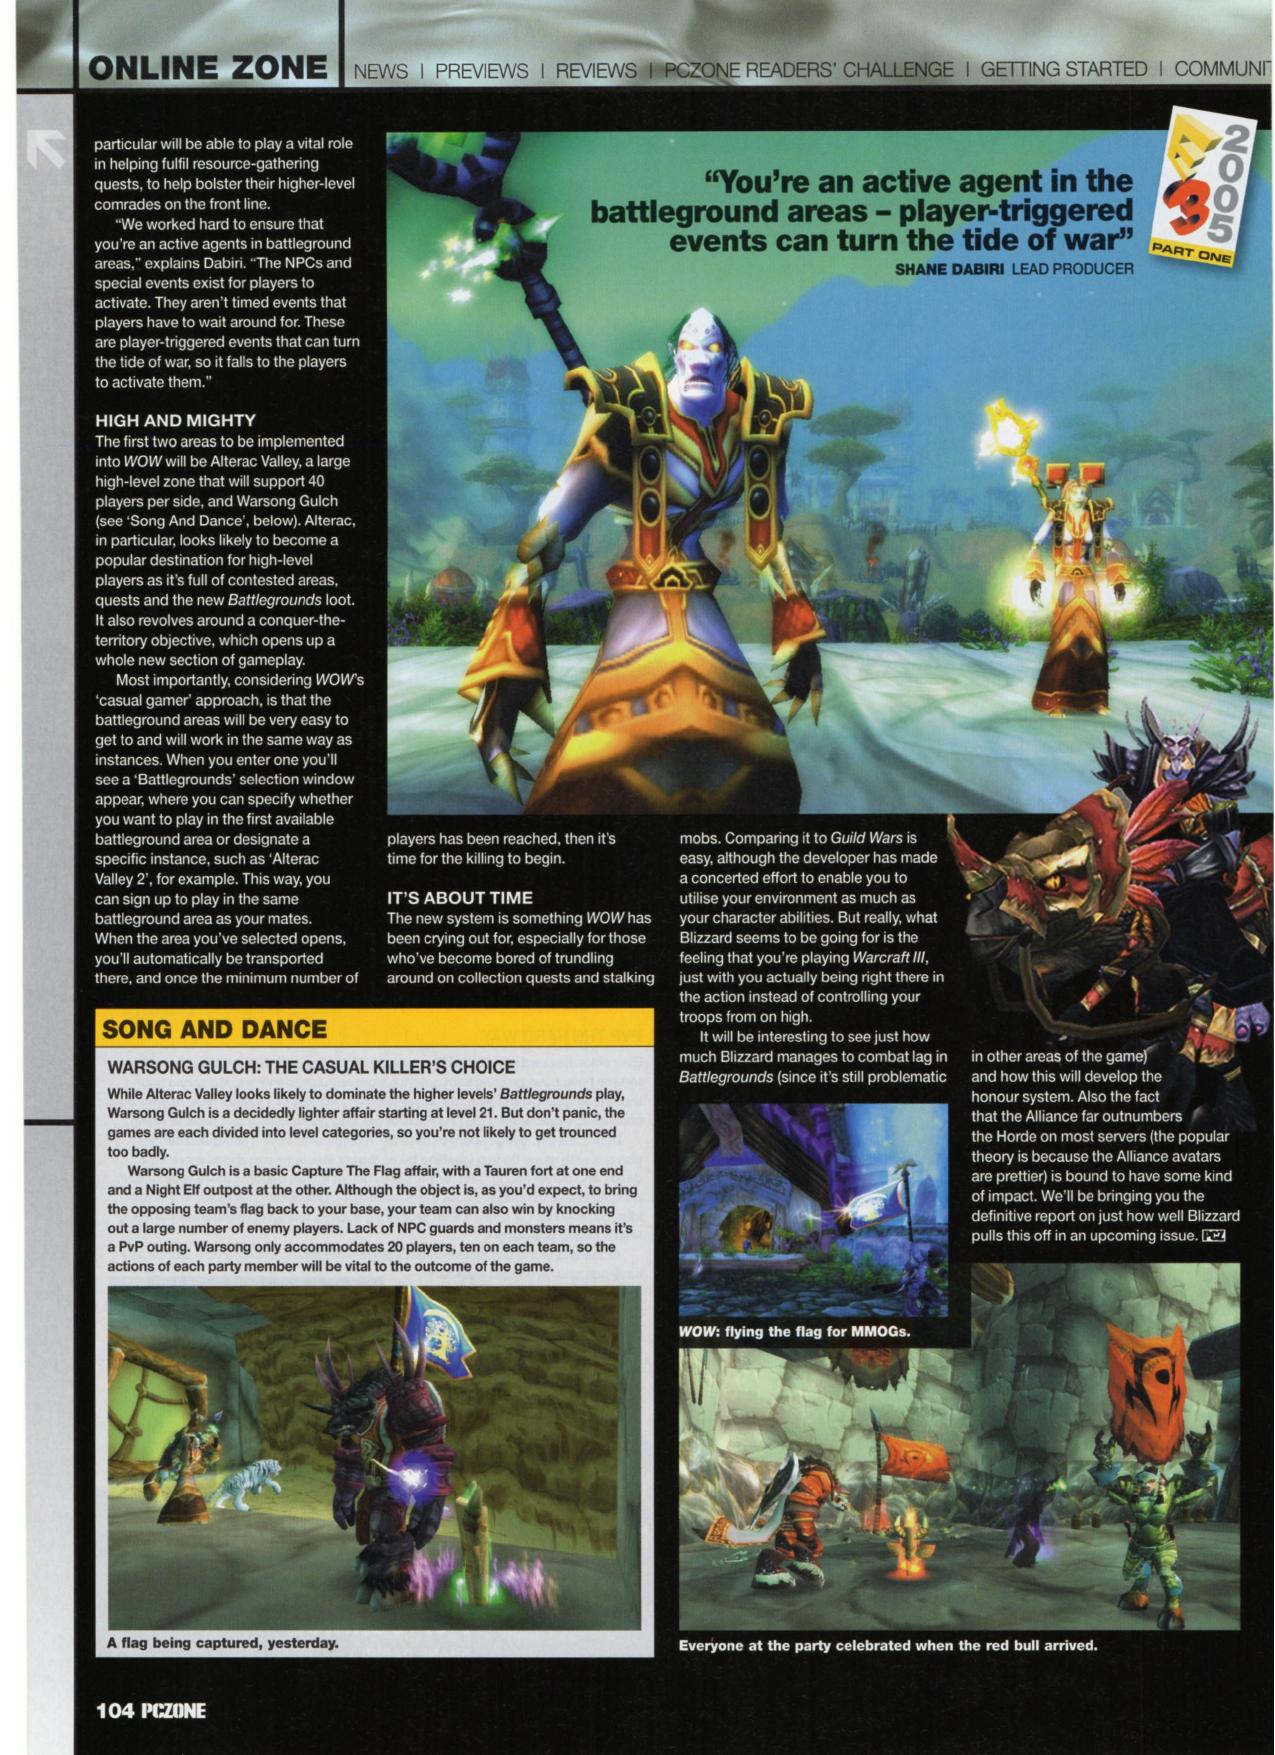 ONLINE ZONE
NEWS | PREVIEWS | REVIEWS | PCZONE READERS' CHALLENGE | GETTING STARTED | COMMUNIT
particular will be able to play a vital role
in helping fulfil resource-gathering
quests, to help bolster their higher-level
comrades on the front line.
"We worked hard to ensure that
you're an active agents in battleground
areas," explains Dabiri. "The NPCs and
special events exist for players to
activate. They aren't timed events that
players have to wait around for. These
are player-triggered events that can turn
the tide of war, so it falls to the players
to activate them."
HIGH AND MIGHTY
The first two areas to be implemented
into WOW will be Alterac Valley, a large
high-level zone that will support 40
players per side, and Warsong Gulch
(see 'Song And Dance', below). Alterac,
in particular, looks likely to become a
popular destination for high-level
players as it's full of contested areas,
quests and the new Battlegrounds loot.
It also revolves around a conquer-the-
territory objective, which opens up a
whole new section of gameplay.
Most importantly, considering WOW's
'casual gamer' approach, is that the
battleground areas will be very easy to
get to and will work in the same way as
instances. When you enter one you'll
see a 'Battlegrounds' selection window
appear, where you can specify whether
you want to play in the first available
battleground area or designate a
specific instance, such as 'Alterac
Valley 2', for example. This way, you
can sign up to play in the same
battleground area as your mates.
When the area you've selected opens,
you'll automatically be transported
there, and once the minimum number of
"You're an active agent in the
battleground areas – player-triggered
events can turn the tide of war"
SHANE DABIRI LEAD PRODUCER
E3 2005
PART ONE
players has been reached, then it's
time for the killing to begin.
IT'S ABOUT TIME
The new system is something WOW has
been crying out for, especially for those
who've become bored of trundling
around on collection quests and stalking
mobs. Comparing it to Guild Wars is
easy, although the developer has made
a concerted effort to enable you to
utilise your environment as much as
your character abilities. But really, what
Blizzard seems to be going for is the
feeling that you're playing Warcraft III,
just with you actually being right there in
the action instead of controlling your
troops from on high.
It will be interesting to see just how
much Blizzard manages to combat lag in
Battlegrounds (since it's still problematic
in other areas of the game)
and how this will develop the
honour system. Also the fact
that the Alliance far outnumbers
the Horde on most servers (the popular
theory is because the Alliance avatars
are prettier) is bound to have some kind
of impact. We'll be bringing you the
definitive report on just how well Blizzard
pulls this off in an upcoming issue. PCZ
SONG AND DANCE
WARSONG GULCH: THE CASUAL KILLER'S CHOICE
While Alterac Valley looks likely to dominate the higher levels' Battlegrounds play,
Warsong Gulch is a decidedly lighter affair starting at level 21. But don't panic, the
games are each divided into level categories, so you're not likely to get trounced
too badly.
Warsong Gulch is a basic Capture The Flag affair, with a Tauren fort at one end
and a Night Elf outpost at the other. Although the object is, as you'd expect, to bring
the opposing team's flag back to your base, your team can also win by knocking
out a large number of enemy players. Lack of NPC guards and monsters means it's
a PvP outing. Warsong only accommodates 20 players, ten on each team, so the
actions of each party member will be vital to the outcome of the game.
A flag being captured, yesterday.
WOW: flying the flag for MMOGs.
Everyone at the party celebrated when the red bull arrived.
104 PCZONE